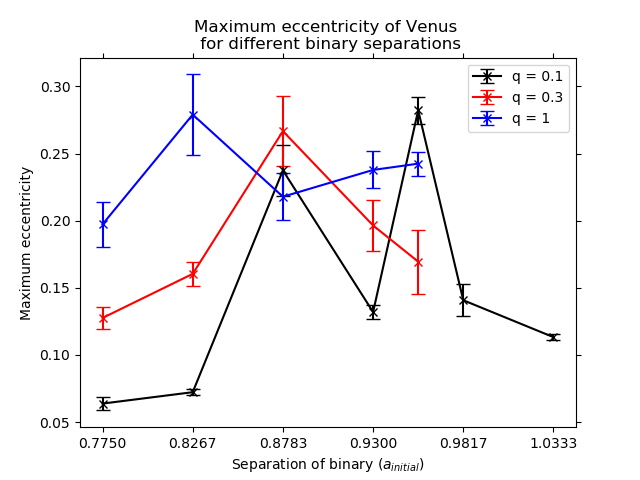 Maximum eccentricity of Venus
for different binary separations
q = 0.1
q = 0.3
q = 1
Maximum eccentricity
0.30
0.25
0.20
0.15
0.10
0.05
0.7750 0.8267 0.8783 0.9300 0.9817 1.0333
Separation of binary (a_{initial})